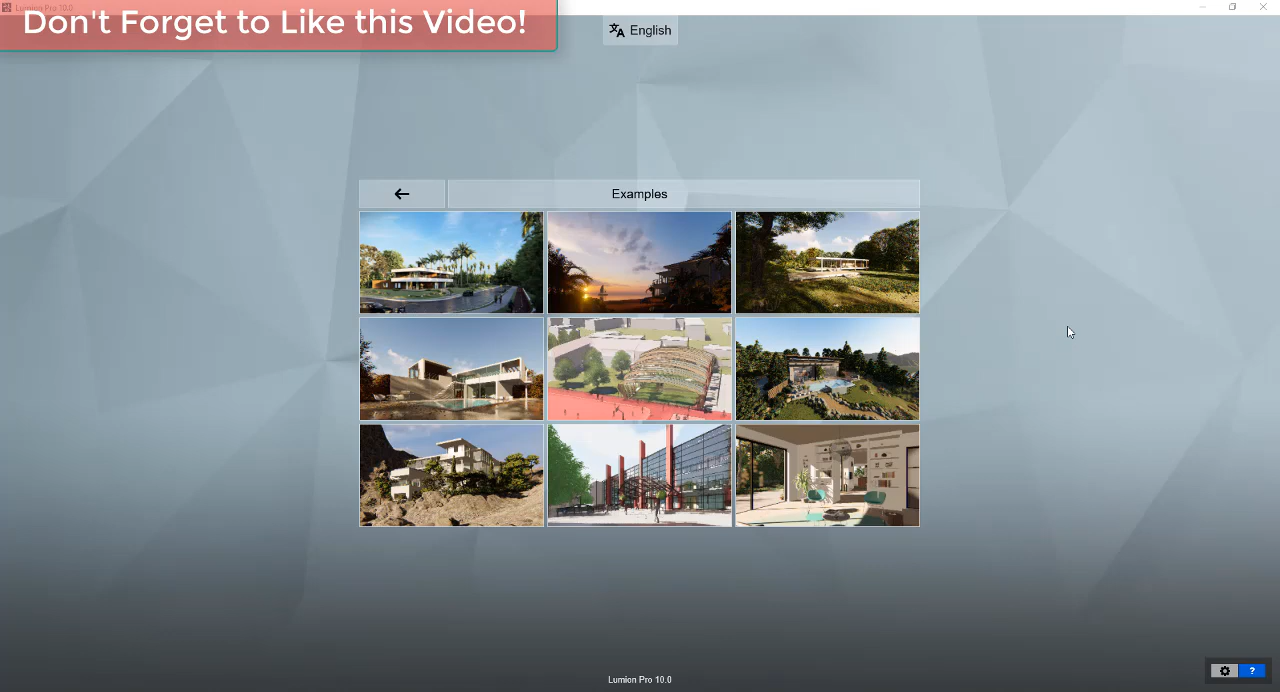 Lumion Pro 10.0
Don't Forget to Like this Video!
English
Examples
Lumion Pro 10.0
?